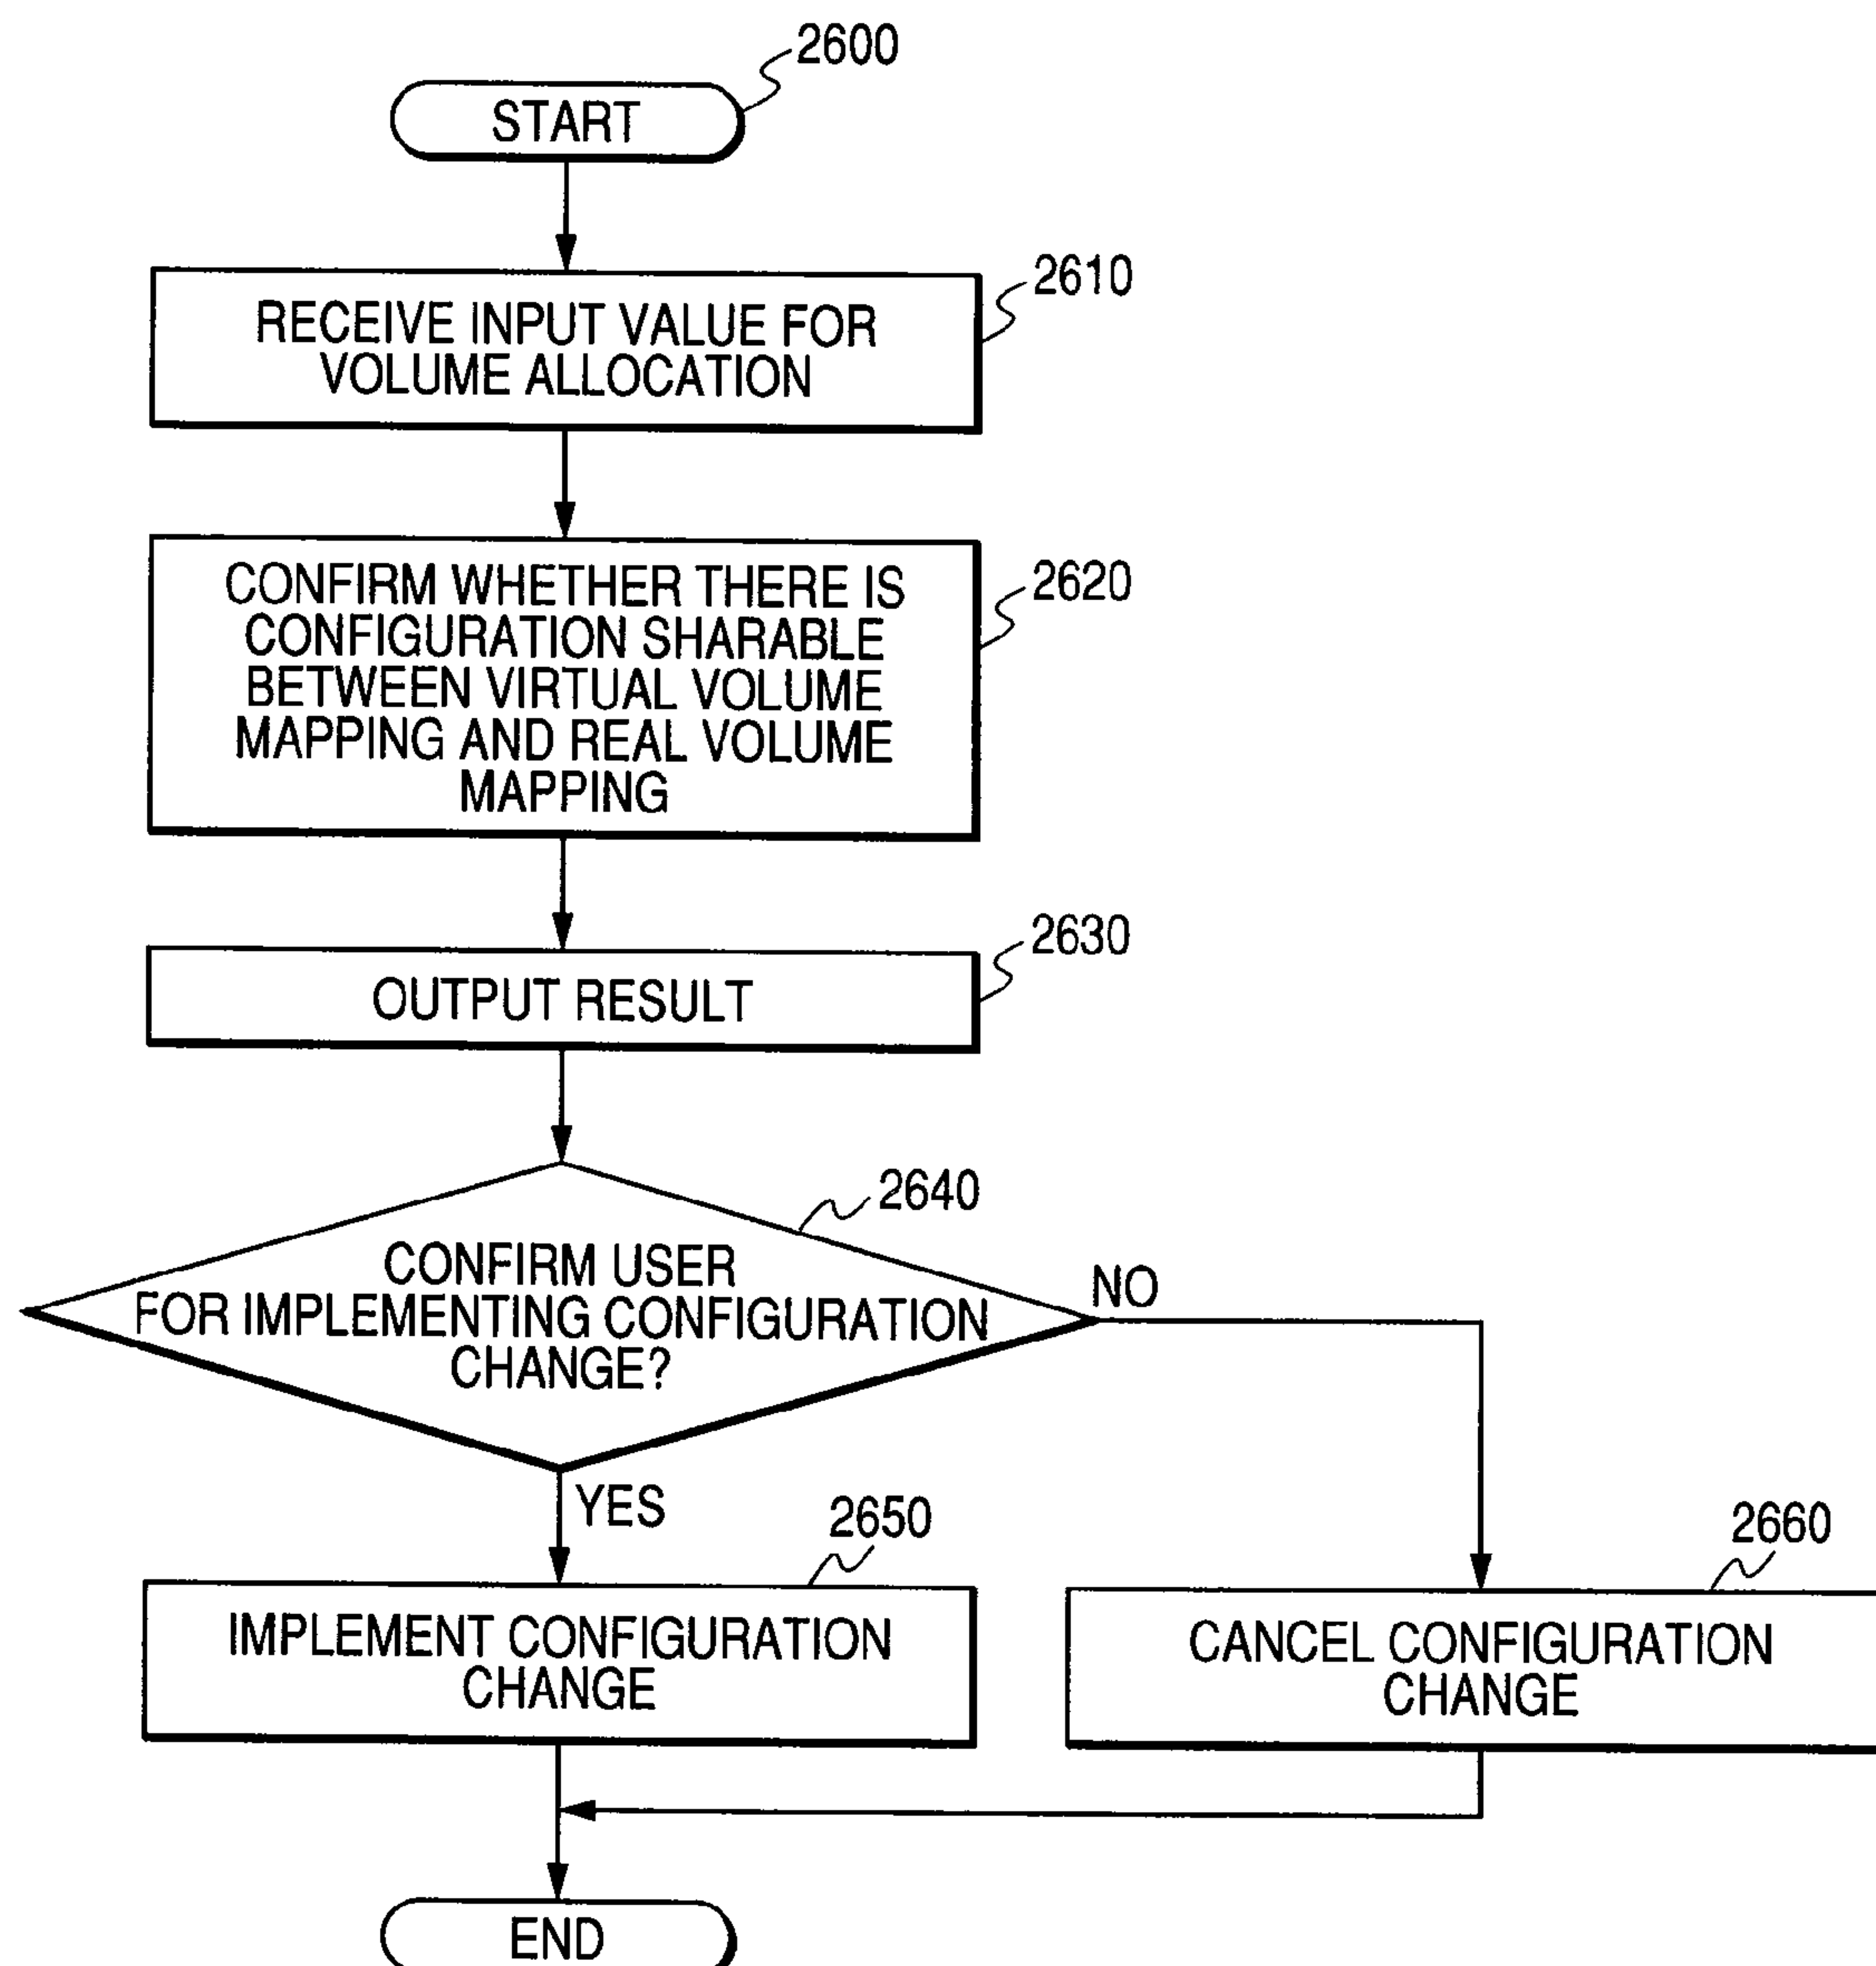 2600
START
2610
RECEIVE INPUT VALUE FOR
VOLUME ALLOCATION
2620
CONFIRM WHETHER THERE IS
CONFIGURATION SHARABLE
BETWEEN VIRTUAL VOLUME
MAPPING AND REAL VOLUME
MAPPING
2630
OUTPUT RESULT
2640
CONFIRM USER
FOR IMPLEMENTING CONFIGURATION
CHANGE?
NO
YES
2650
IMPLEMENT CONFIGURATION
CHANGE
2660
CANCEL CONFIGURATION
CHANGE
END